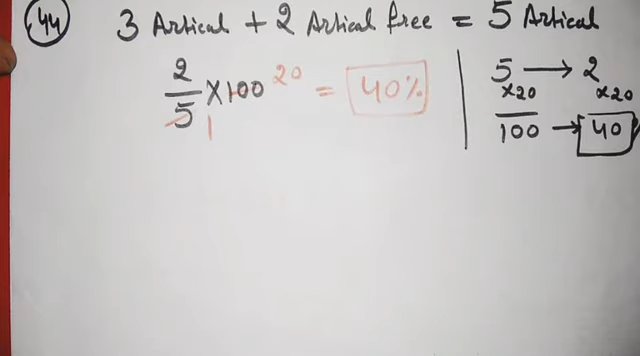 44 3 Artical + 2 Artical free = 5 Artical
2/5 × 100 20 = 40%
1
5 → 2
×20 ×20
100 → 40